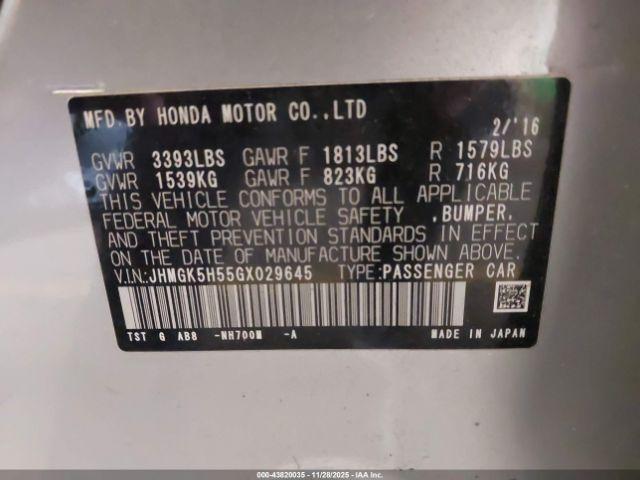 MFD.BY HONDA MOTOR CO.,LTD 2/'16
GVWR 3393LBS GAWR F 1813LBS R 1579LBS
GVWR 1539KG GAWR F 823KG R 716KG
THIS VEHICLE CONFORMS TO ALL APPLICABLE
FEDERAL MOTOR VEHICLE SAFETY ,BUMPER,
AND THEFT PREVENTION STANDARDS IN EFFECT
ON THE DATE OF MANUFACTURE SHOWN ABOVE.
V.I.N.:JHMGK5H55GX029645 TYPE:PASSENGER CAR
TST G AB8 -NH700M -A MADE IN JAPAN
000-43820035 - 11/28/2025 - IAA Inc.